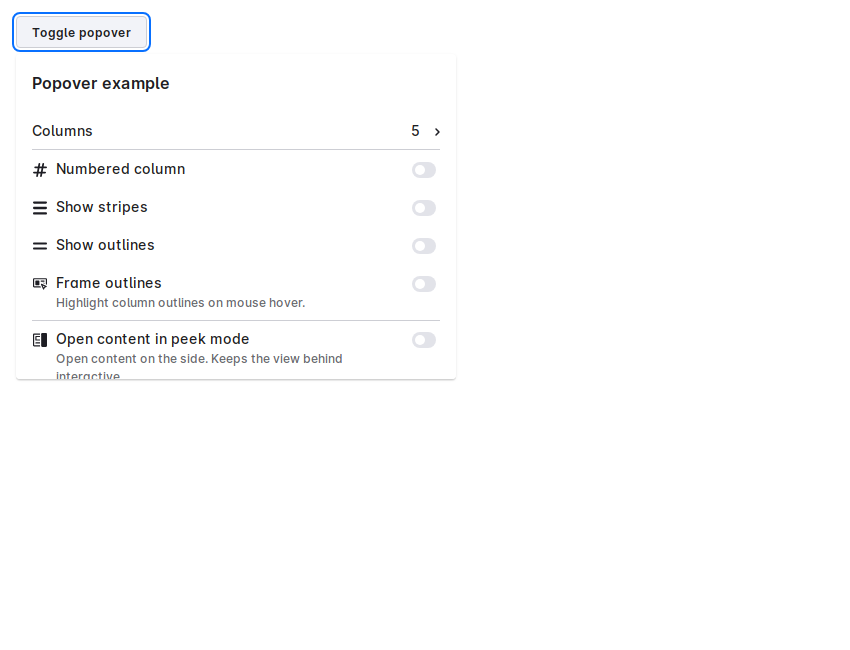 Toggle popover
Popover example
Columns 5
Numbered column
Show stripes
Show outlines
Frame outlines
Highlight column outlines on mouse hover.
Open content in peek mode
Open content on the side. Keeps the view behind
interactive.